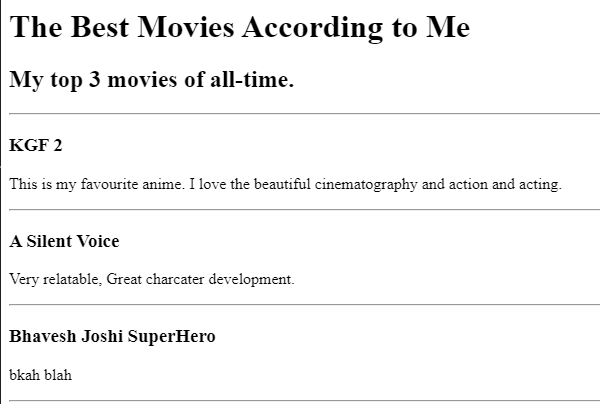 The Best Movies According to Me
My top 3 movies of all-time.
KGF 2
This is my favourite anime. I love the beautiful cinematography and action and acting.
A Silent Voice
Very relatable, Great charcater development.
Bhavesh Joshi SuperHero
bkah blah